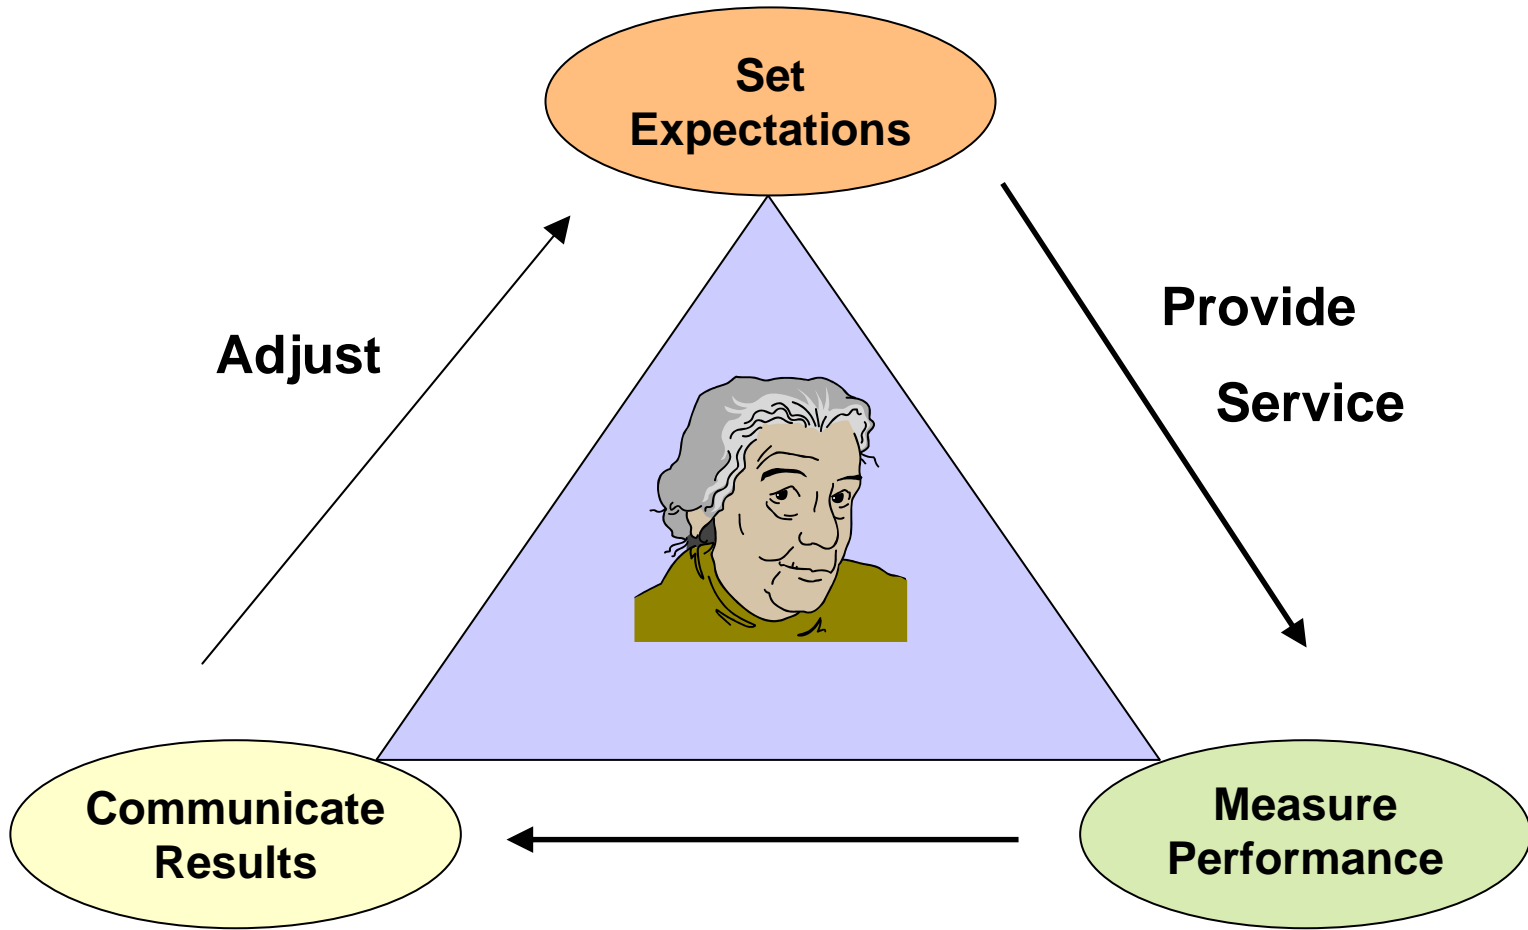 Set
Expectations
Provide
Service
Adjust
Measure
Performance
Communicate
Results